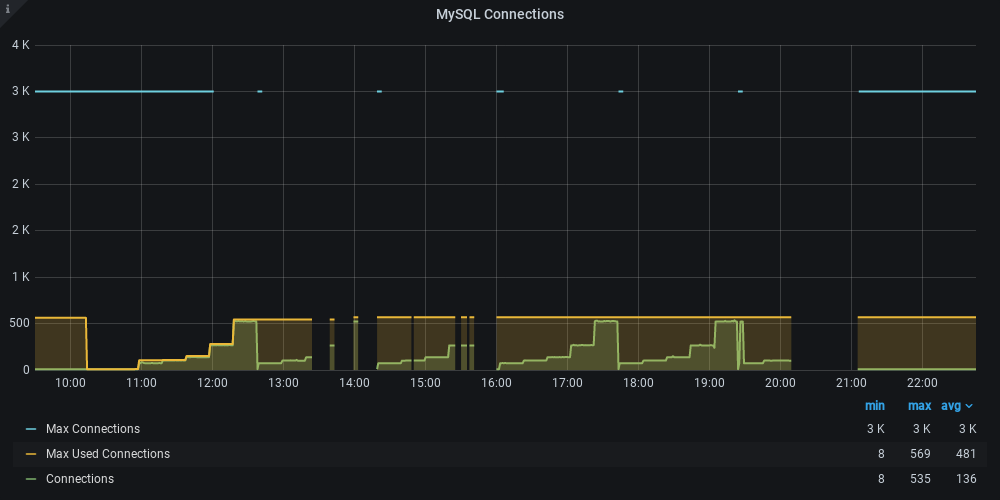 i
MySQL Connections
4 K
3 K
3 K
2 K
2 K
1 K
500
0
10:00 11:00 12:00 13:00 14:00 15:00 16:00 17:00 18:00 19:00 20:00 21:00 22:00
min max avg
Max Connections 3 K 3 K 3 K
Max Used Connections 8 569 481
Connections 8 535 136